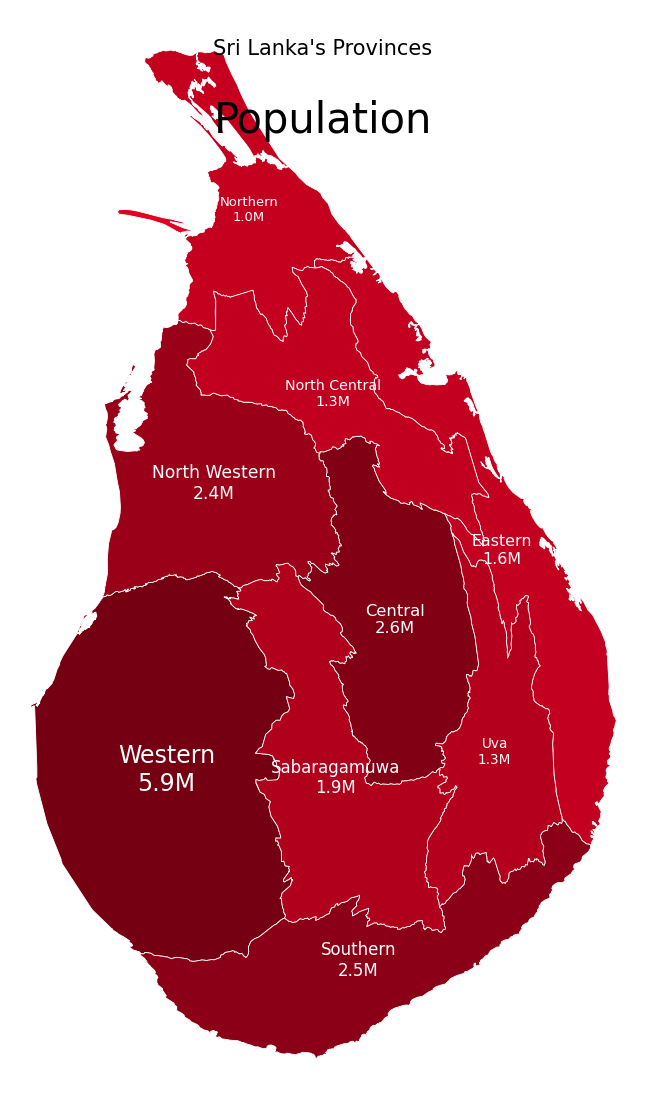 Sri Lanka's Provinces
Population
Northern
1.0M
North Central
1.3M
North Western
2.4M
Eastern
1.6M
Central
2.6M
Western
5.9M
Uva
1.3M
Sabaragamuwa
1.9M
Southern
2.5M